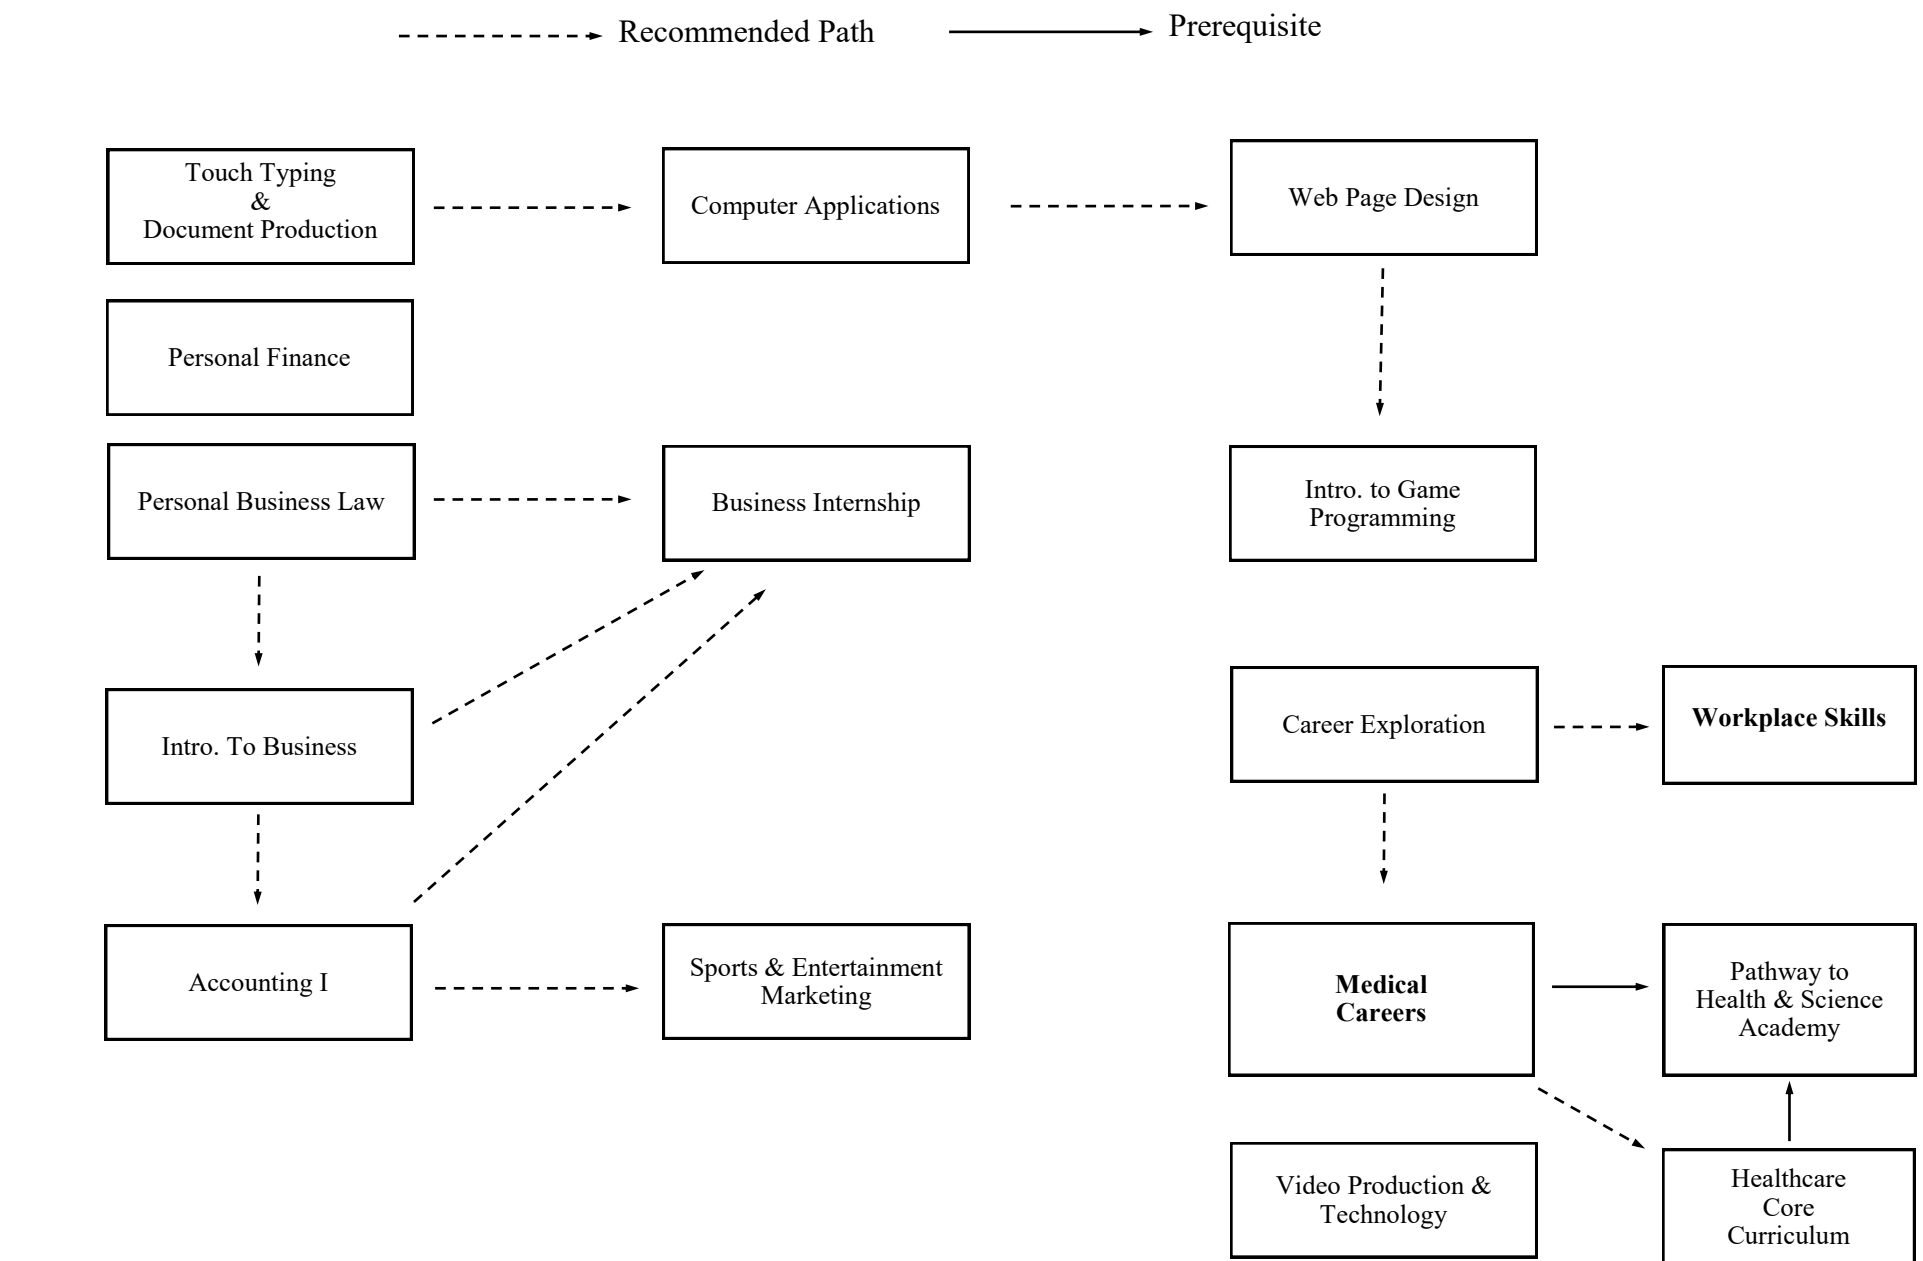 Recommended Path
Prerequisite
Touch Typing
&
Document Production
Computer Applications
Web Page Design
Personal Finance
Personal Business Law
Business Internship
Intro. to Game
Programming
Intro. To Business
Career Exploration
Workplace Skills
Accounting I
Sports & Entertainment
Marketing
Medical
Careers
Pathway to
Health & Science
Academy
Video Production &
Technology
Healthcare
Core
Curriculum